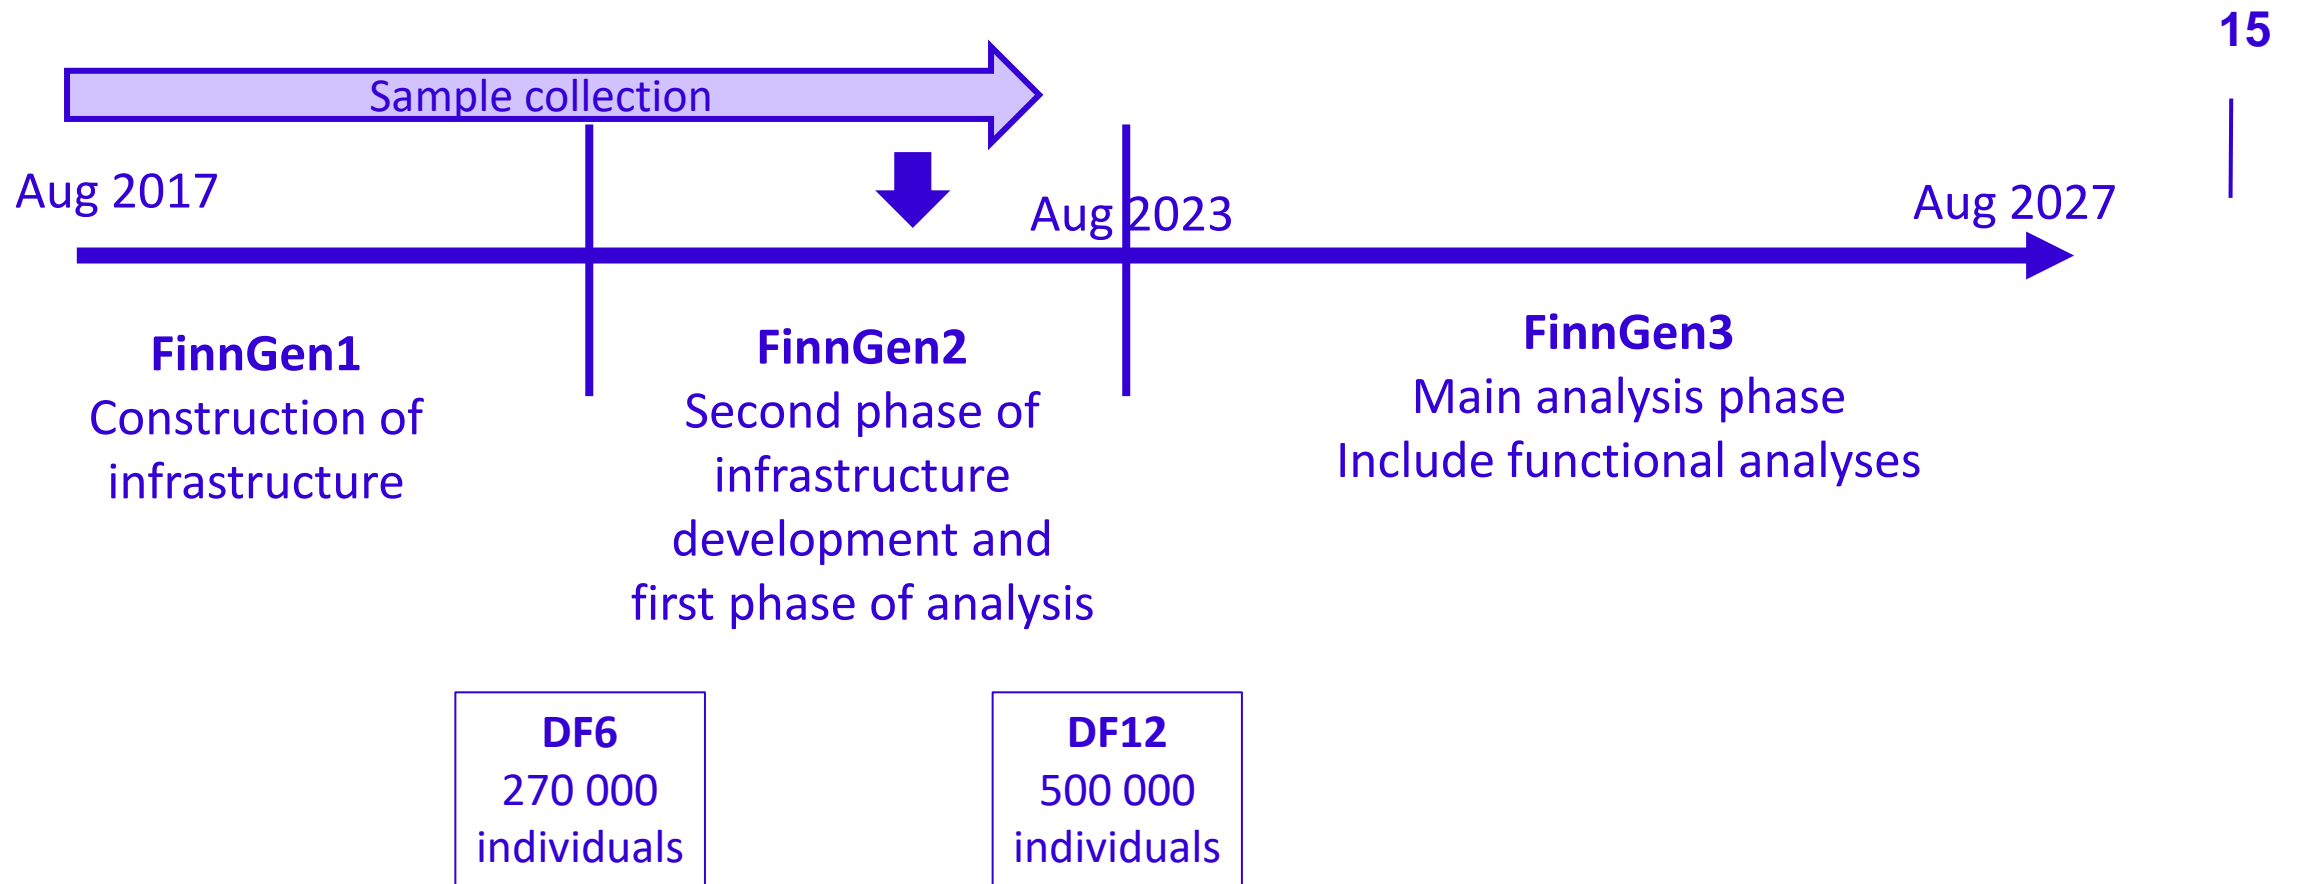 15
Sample collection
Aug 2017
Aug 2023
Aug 2027
FinnGen1
Construction of
infrastructure
FinnGen2
Second phase of
infrastructure
development and
first phase of analysis
FinnGen3
Main analysis phase
Include functional analyses
DF6
270 000
individuals
DF12
500 000
individuals